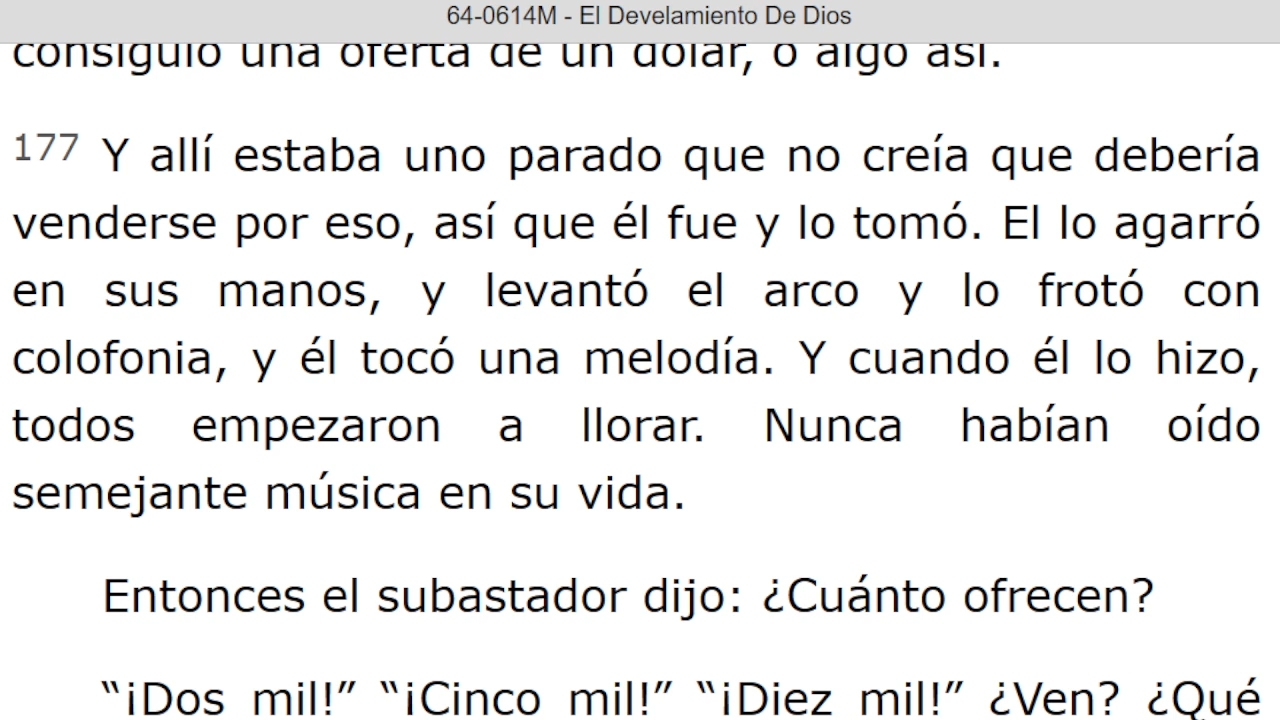 64-0614M - El Develamiento De Dios
consiguió una oferta de un dólar, o algo así.
177 Y allí estaba uno parado que no creía que debería
venderse por eso, así que él fue y lo tomó. El lo agarró
en sus manos, y levantó el arco y lo frotó con
colofonia, y él tocó una melodía. Y cuando él lo hizo,
todos empezaron a llorar. Nunca habían oído
semejante música en su vida.
Entonces el subastador dijo: ¿Cuánto ofrecen?
“¡Dos mil!” “¡Cinco mil!” “¡Diez mil!” ¿Ven? ¿Qué